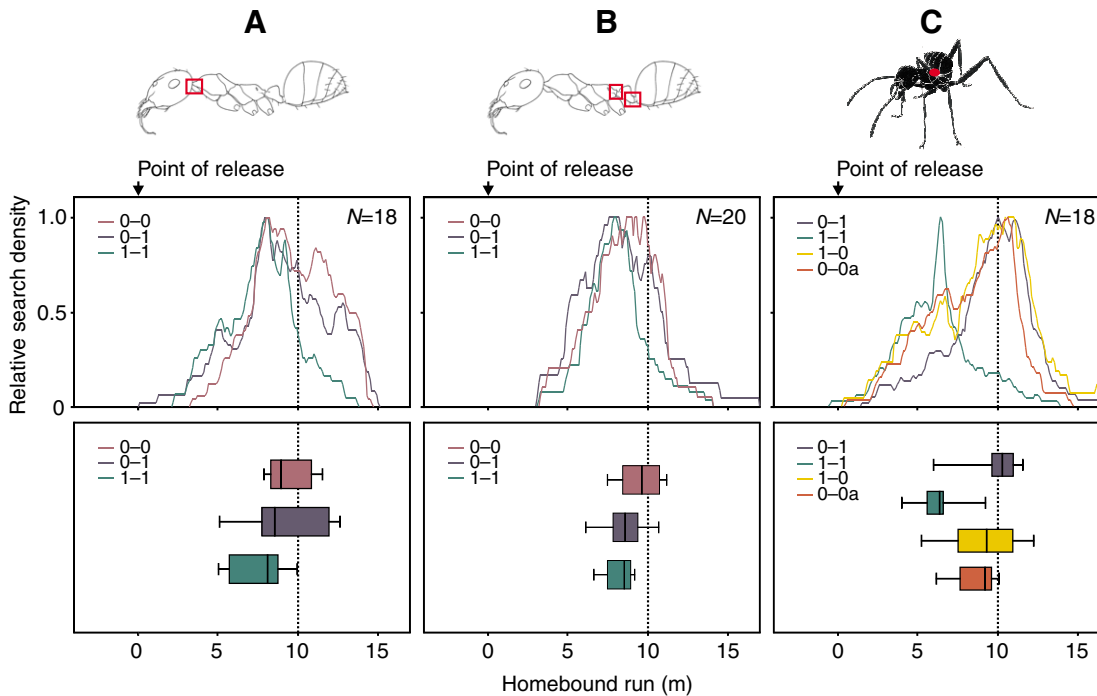 A B C
Point of release Point of release Point of release
Relative search density
1.0
0.5
0
0–0
0–1
1–1
N=18
0–0
0–1
1–1
N=20
0–1
1–1
1–0
0–0a
N=18
0–0
0–1
1–1
0–0
0–1
1–1
0–1
1–1
1–0
0–0a
0 5 10 15 0 5 10 15 0 5 10 15
Homebound run (m)